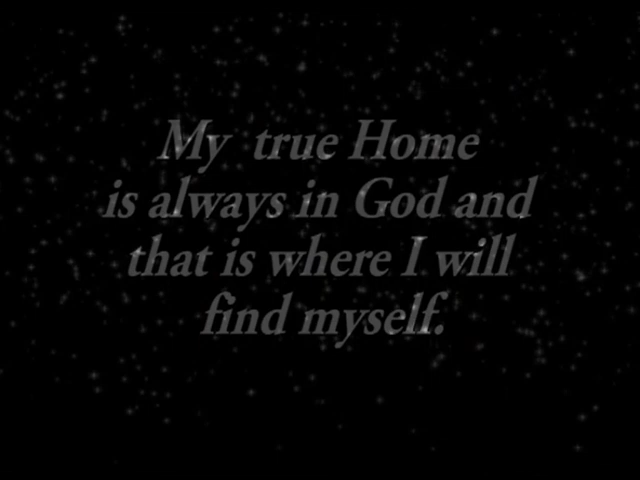 My true Home
is always in God and
that is where I will
find myself.